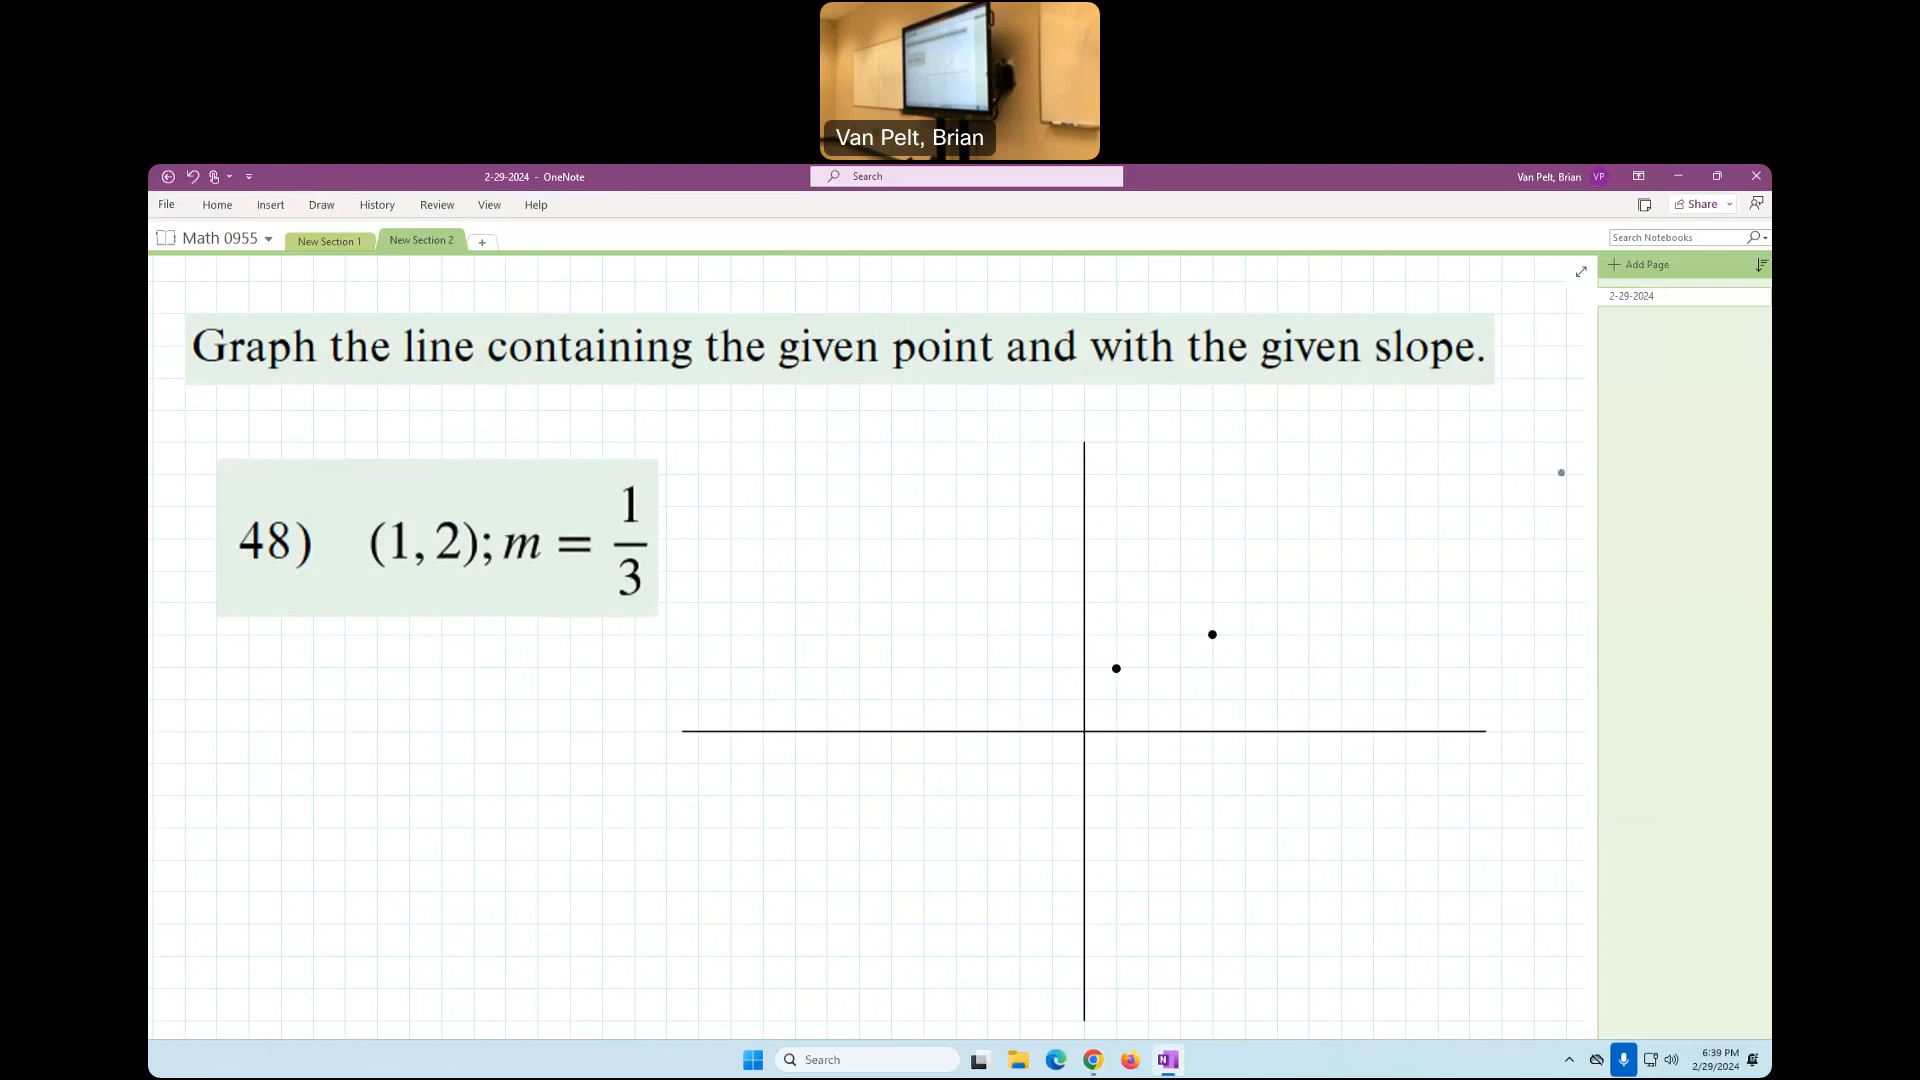 Van Pelt, Brian
2-29-2024 - OneNote
Search
Van Pelt, Brian VP
File Home Insert Draw History Review View Help
Share
Math 0955
New Section 1
New Section 2
Search Notebooks
Add Page
2-29-2024
Graph the line containing the given point and with the given slope.
48) (1, 2); m = 1/3
Search
6:39 PM
2/29/2024